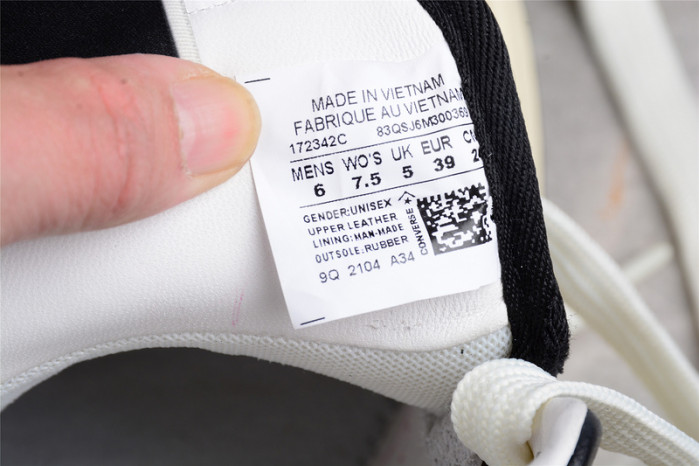 MADE IN VIETNAM
FABRIQUE AU VIETNAM
172342C 83QSJ6M300369
MENS WO'S UK EUR
6 7.5 5 39
GENDER:UNISEX
UPPER:LEATHER
LINING:MAN-MADE
OUTSOLE:RUBBER
CONVERSE
9Q 2104 A34